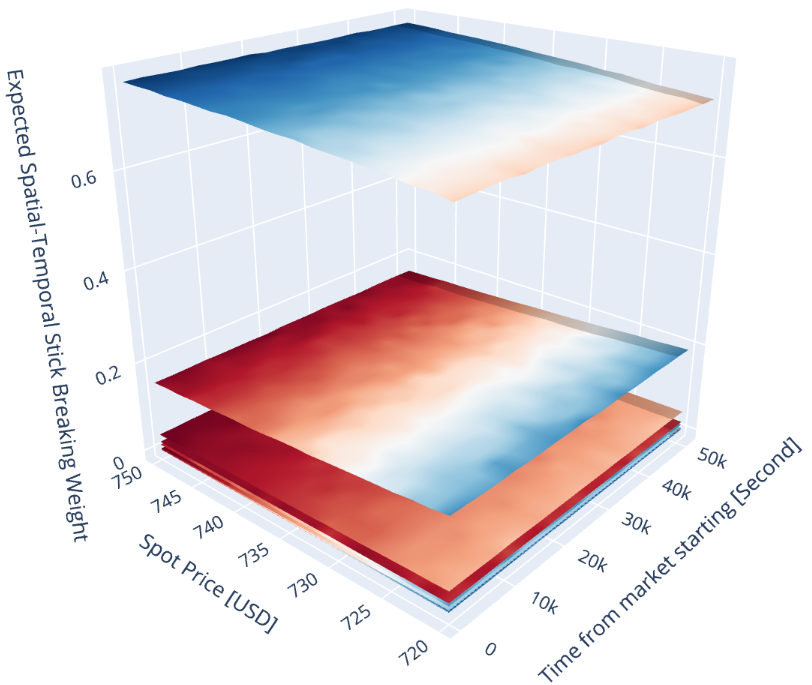 Expected Spatial-Temporal Stick Breaking Weight
0.6
0.4
0.2
0
750
745
740
735
730
725
720
Spot Price [USD]
0
10k
20k
30k
40k
50k
Time from market starting [Second]